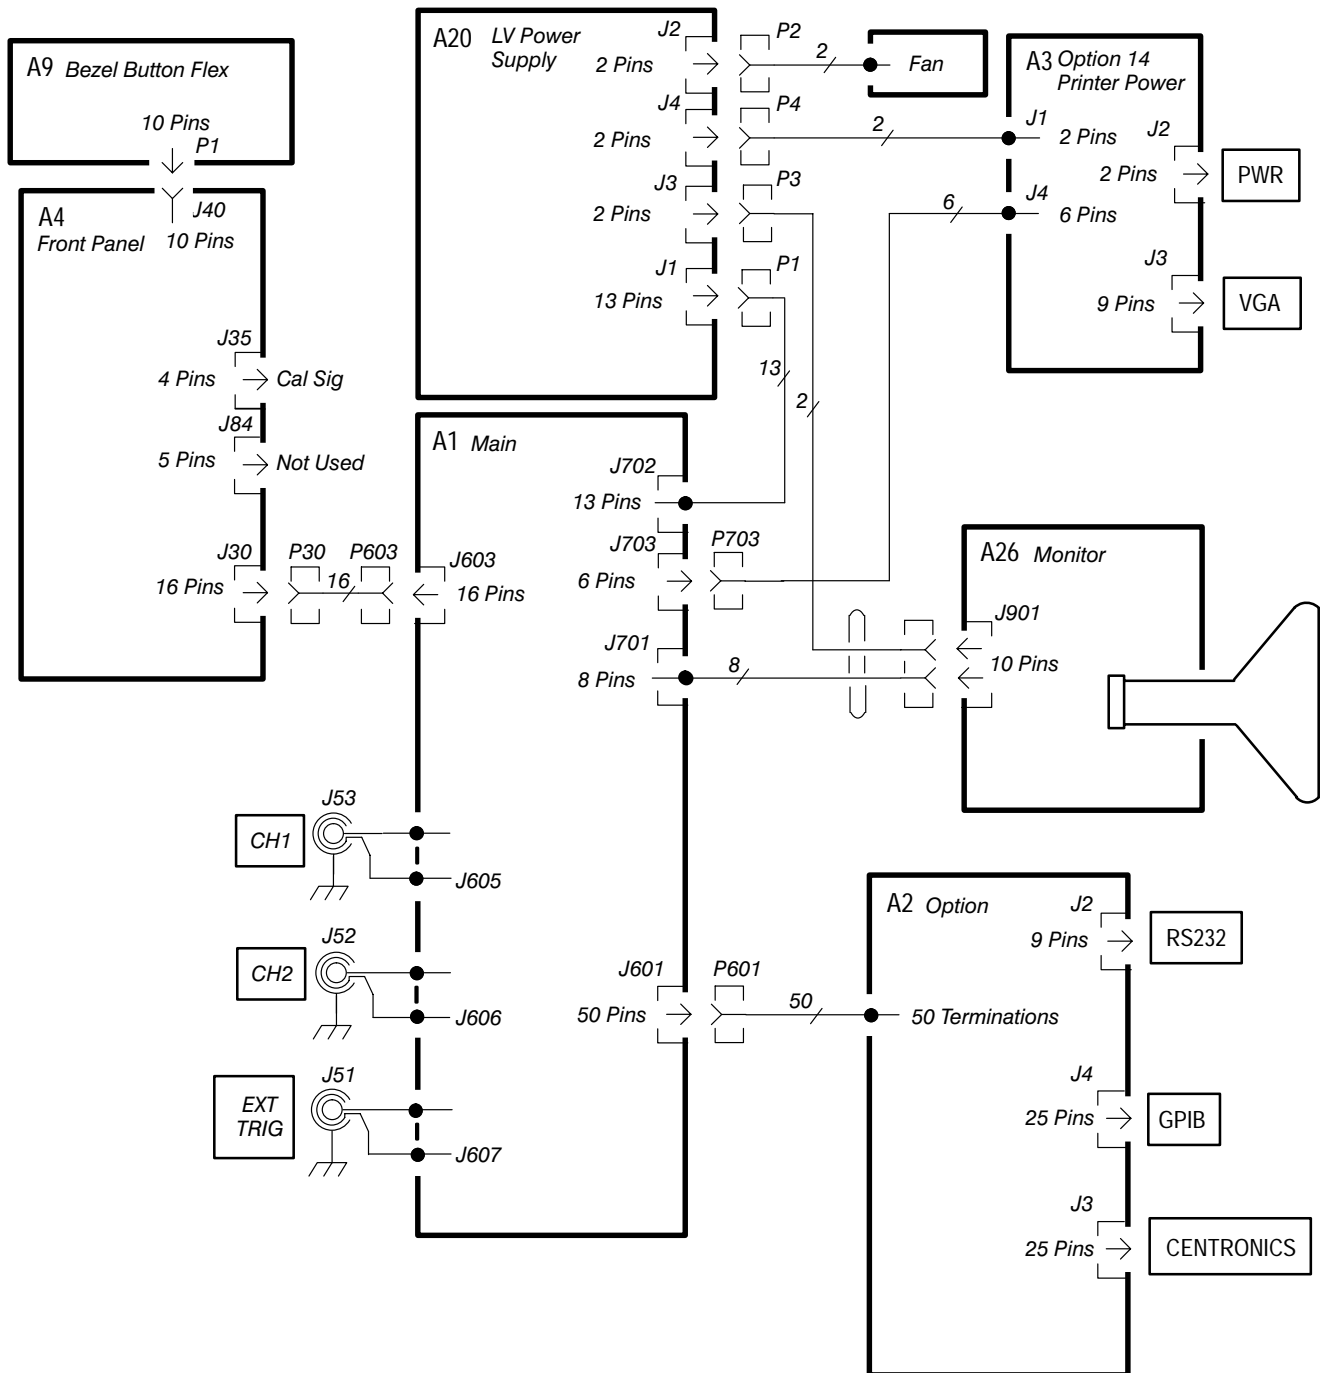 A9 Bezel Button Flex
10 Pins
P1
A4
Front Panel
J40
10 Pins
J35
4 Pins
Cal Sig
J84
5 Pins
Not Used
J30
16 Pins
P30
16
P603
J603
16 Pins
A20 LV Power
Supply
J2
2 Pins
P2
2
Fan
J4
2 Pins
P4
2
J3
2 Pins
P3
2
J1
13 Pins
P1
13
A3 Option 14
Printer Power
J1
2 Pins
J4
6 Pins
6
J2
2 Pins
PWR
J3
9 Pins
VGA
A1 Main
J702
13 Pins
J703
6 Pins
P703
J701
8 Pins
8
A26 Monitor
J901
10 Pins
CH1
J53
J605
CH2
J52
J606
EXT
TRIG
J51
J607
J601
50 Pins
P601
50
A2 Option
50 Terminations
J2
9 Pins
RS232
J4
25 Pins
GPIB
J3
25 Pins
CENTRONICS